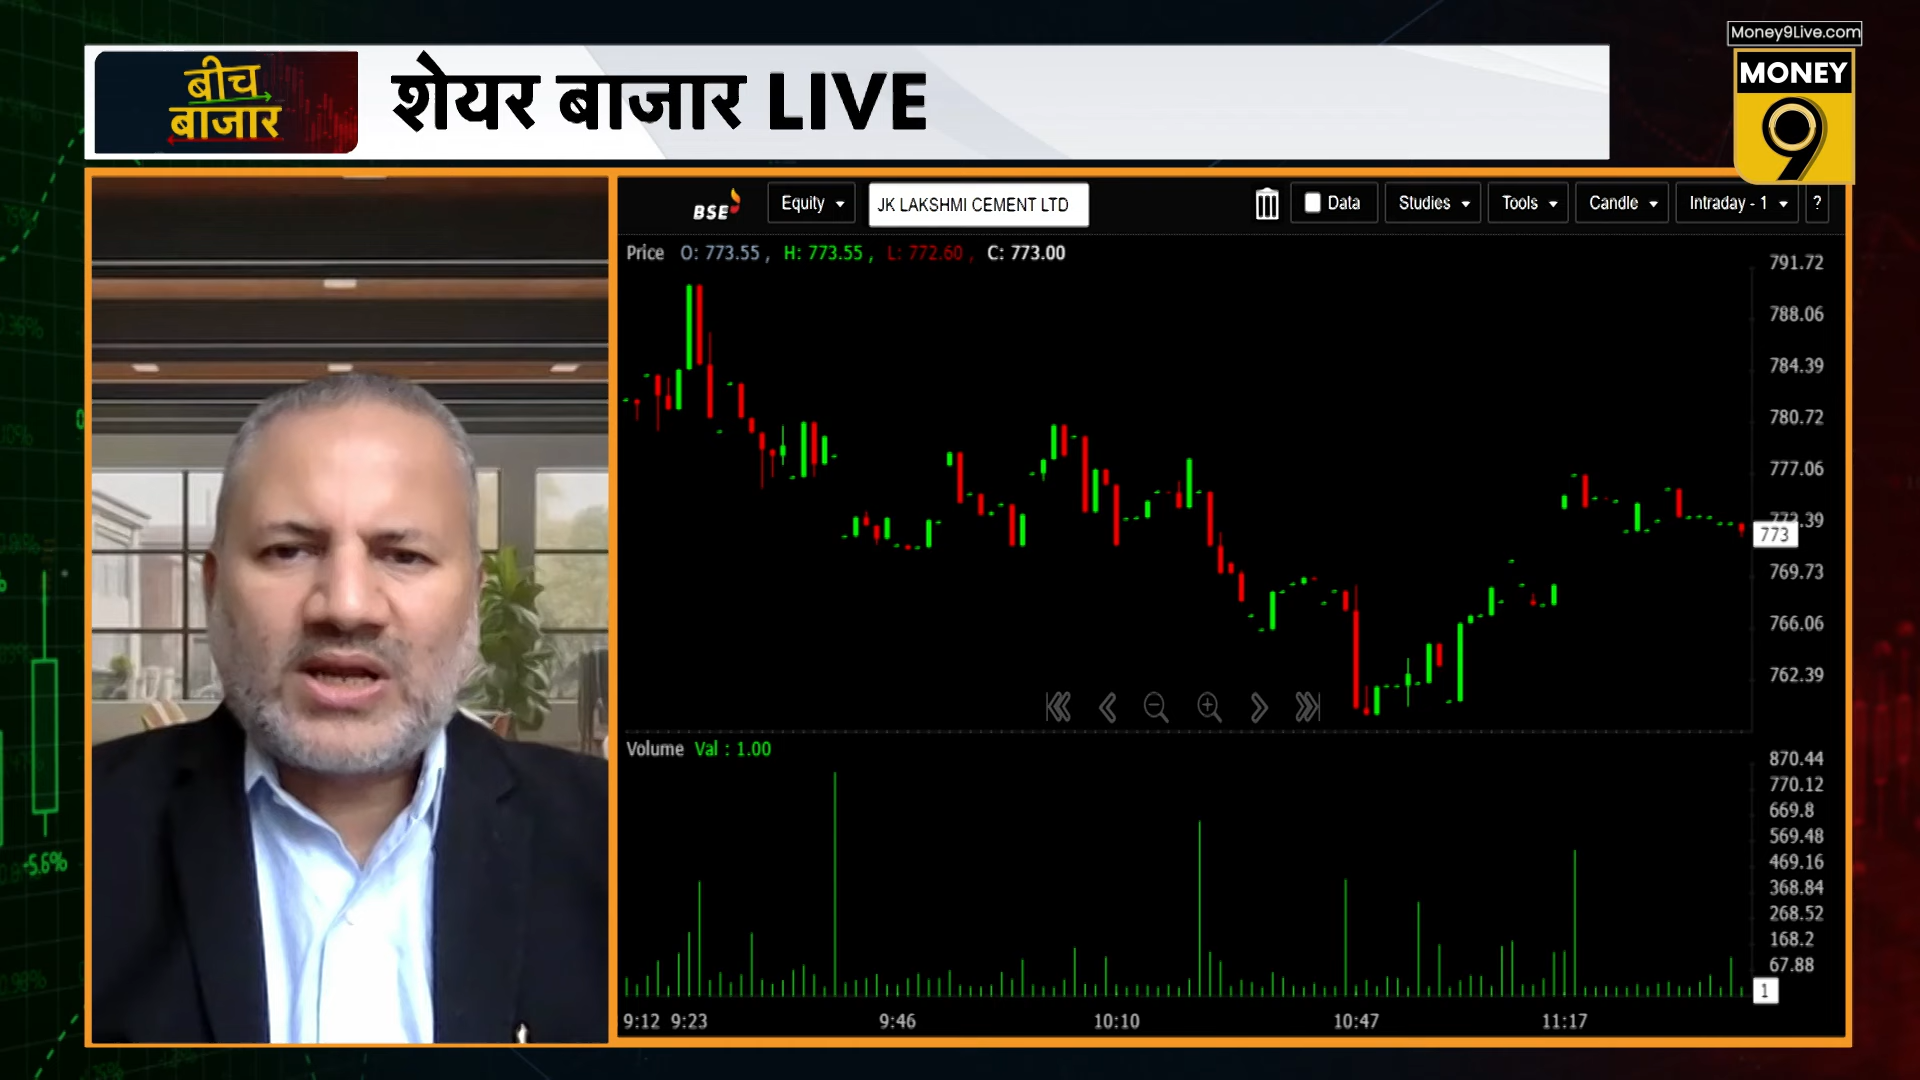 Money9Live.com
MONEY
9
बीच
बाजार
शेयर बाजार LIVE
BSE
Equity
JK LAKSHMI CEMENT LTD
Data
Studies
Tools
Candle
Intraday - 1
?
Price O: 773.55 , H: 773.55 , L: 772.60 , C: 773.00
791.72
788.06
784.39
780.72
777.06
773
769.73
766.06
762.39
Volume Val : 1.00
870.44
770.12
669.8
569.48
469.16
368.84
268.52
168.2
67.88
1
9:12 9:23 9:46 10:10 10:47 11:17
-5.6%